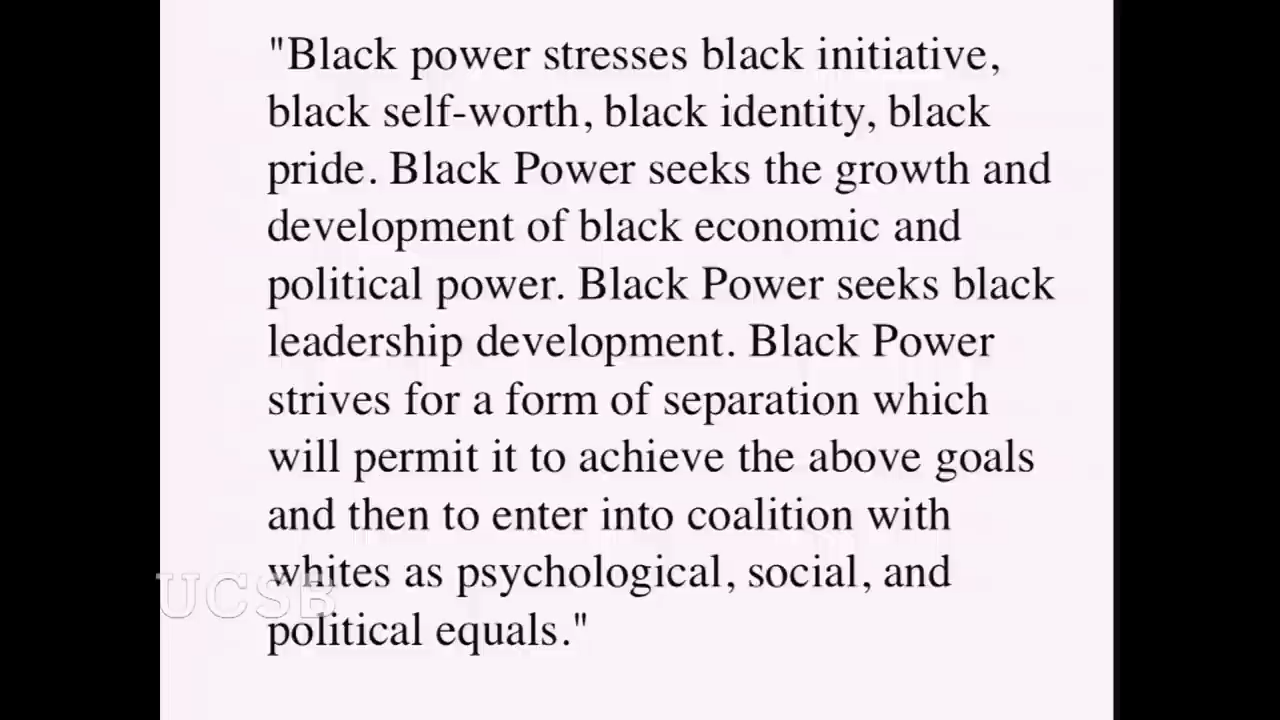 "Black power stresses black initiative,
black self-worth, black identity, black
pride. Black Power seeks the growth and
development of black economic and
political power. Black Power seeks black
leadership development. Black Power
strives for a form of separation which
will permit it to achieve the above goals
and then to enter into coalition with
whites as psychological, social, and
UCSB
political equals."